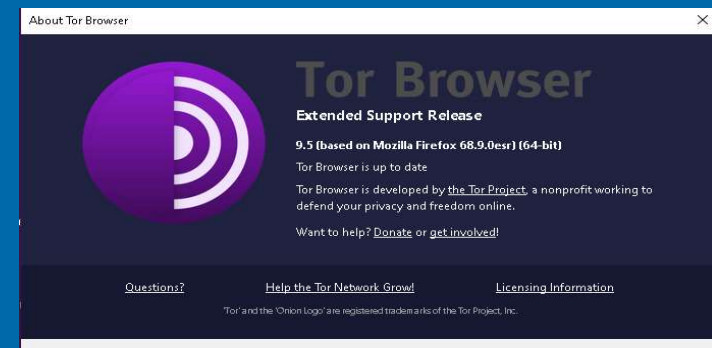 About Tor Browser
Tor Browser
Extended Support Release
9.5 (based on Mozilla Firefox 68.9.0esr) (64-bit)
Tor Browser is up to date
Tor Browser is developed by the Tor Project, a nonprofit working to
defend your privacy and freedom online.
Want to help? Donate or get involved!
Questions? Help the Tor Network Grow! Licensing Information
'Tor' and the 'Onion Logo' are registered trademarks of the Tor Project, Inc.